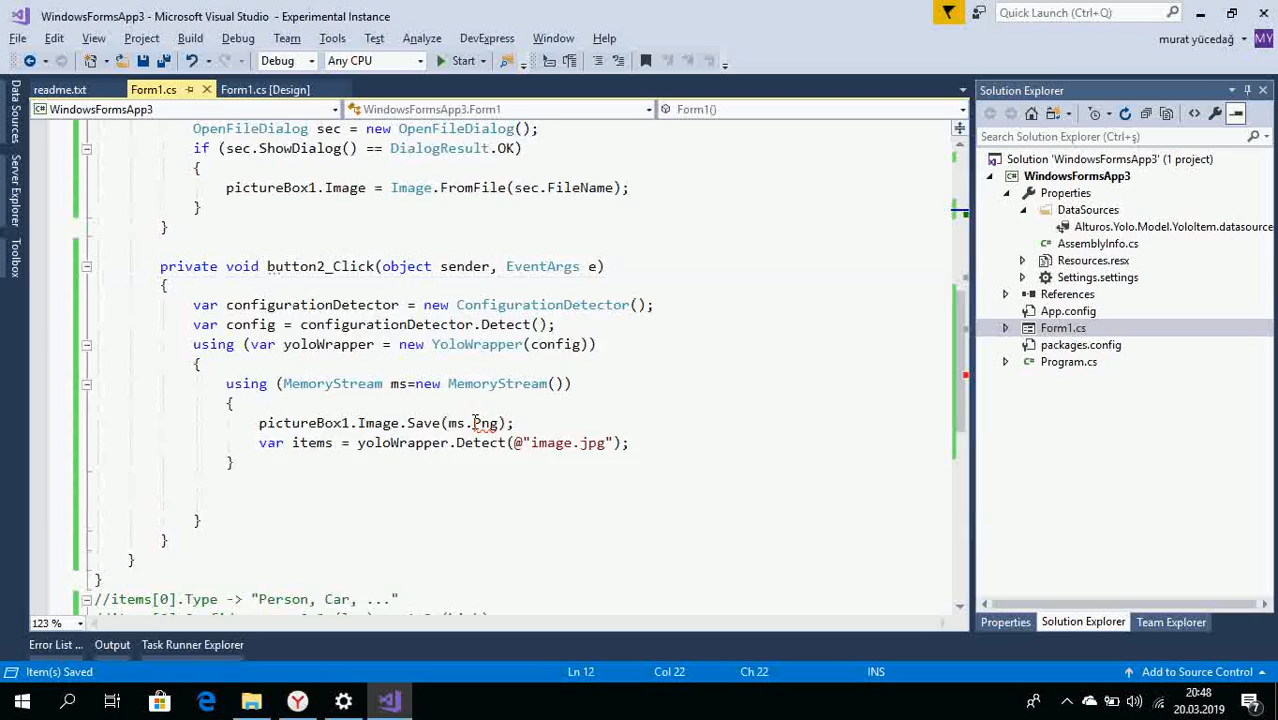 WindowsFormsApp3 - Microsoft Visual Studio - Experimental Instance
Quick Launch (Ctrl+Q)
File Edit View Project Build Debug Team Tools Test Analyze DevExpress Window Help
murat yücedağ MY
Debug Any CPU Start
readme.txt Form1.cs Form1.cs [Design]
WindowsFormsApp3 WindowsFormsApp3.Form1 Form1()
Data Sources
Server Explorer
Toolbox
OpenFileDialog sec = new OpenFileDialog();
if (sec.ShowDialog() == DialogResult.OK)
{
pictureBox1.Image = Image.FromFile(sec.FileName);
}
}
private void button2_Click(object sender, EventArgs e)
{
var configurationDetector = new ConfigurationDetector();
var config = configurationDetector.Detect();
using (var yoloWrapper = new YoloWrapper(config))
{
using (MemoryStream ms=new MemoryStream())
{
pictureBox1.Image.Save(ms.Png);
var items = yoloWrapper.Detect(@"image.jpg");
}
}
}
}
}
//items[0].Type -> "Person, Car, ..."
123 %
Solution Explorer
Search Solution Explorer (Ctrl+ş)
Solution 'WindowsFormsApp3' (1 project)
WindowsFormsApp3
Properties
DataSources
Alturos.Yolo.Model.YoloItem.datasource
AssemblyInfo.cs
Resources.resx
Settings.settings
References
App.config
Form1.cs
packages.config
Program.cs
Properties Solution Explorer Team Explorer
Error List ... Output Task Runner Explorer
Item(s) Saved Ln 12 Col 22 Ch 22 INS Add to Source Control
20:48
20.03.2019
7